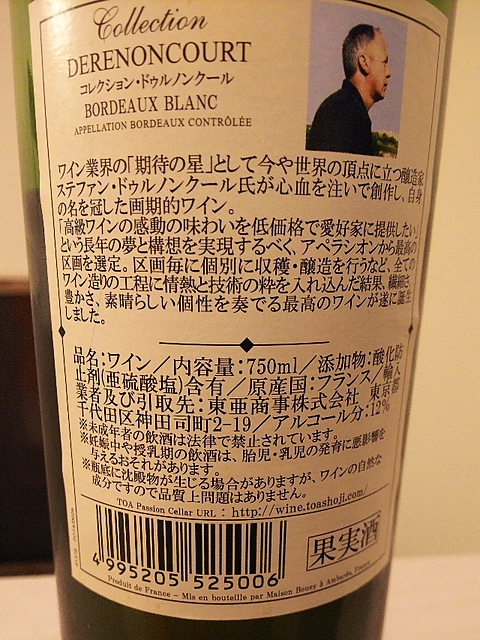 Collection
DERENONCOURT
コレクション・ドゥルノンクール
BORDEAUX BLANC
APPELLATION BORDEAUX CONTRÔLÉE
ワイン業界の「期待の星」として今や世界の頂点に立つ醸造家
ステファン・ドゥルノンクール氏が心血を注いで創作し、自身
の名を冠した画期的ワイン。
「高級ワインの感動の味わいを低価格で愛好家に提供したい」
という長年の夢と構想を実現するべく、アペラシオンから最高の
区画を選定。区画毎に個別に収穫・醸造を行うなど、全ての
ワイン造りの工程に情熱と技術の粋を入れ込んだ結果、繊細さ、
豊かさ、素晴らしい個性を奏でる最高のワインが遂に誕生
しました。
品名:ワイン/内容量:750ml/添加物:酸化防
止剤(亜硫酸塩)含有/原産国:フランス/輸入
業者及び引取先:東亜商事株式会社 東京都
千代田区神田司町2-19/アルコール分:12%
※未成年者の飲酒は法律で禁止されています。
※妊娠中や授乳期の飲酒は、胎児・乳児の発育に悪影響を
与えるおそれがあります。
※瓶底に沈殿物が生じる場合がありますが、ワインの自然な
成分ですので品質上問題はありません。
TOA Passion Cellar URL : http://wine.toashoji.com/
4 995205 525006
果実酒
Produit de France - Mis en bouteille par Maison Bouey à Ambarès, France